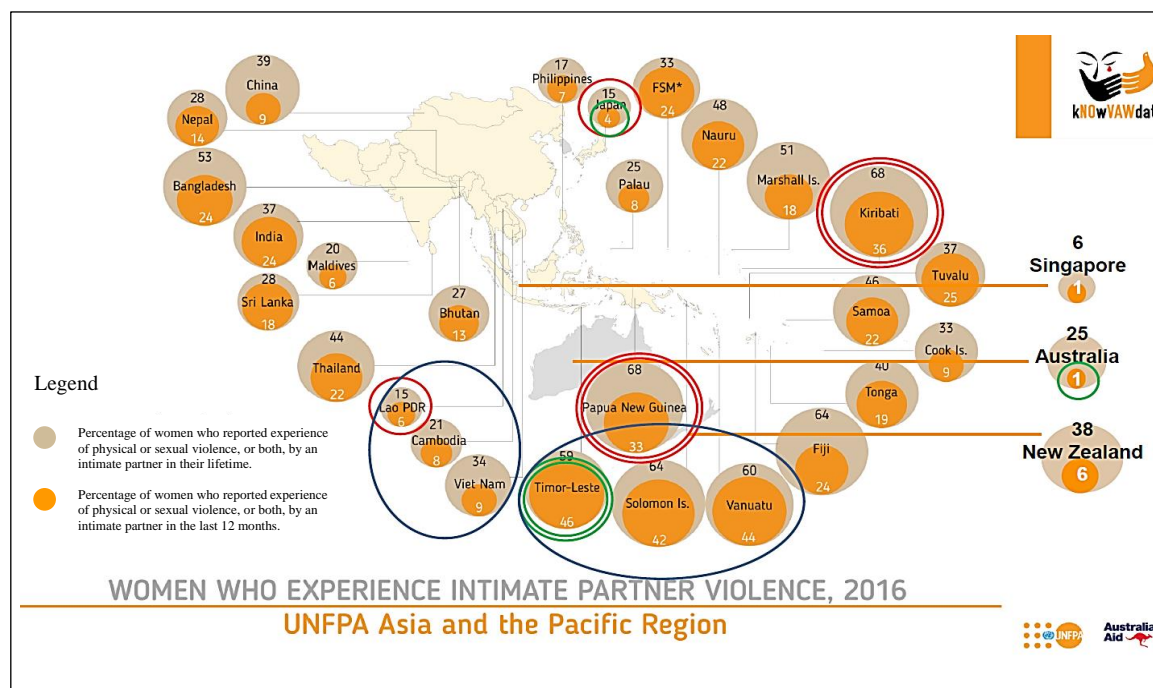 39
China
9
28
Nepal
14
53
Bangladesh
24
37
India
24
20
Maldives
6
28
Sri Lanka
18
27
Bhutan
13
44
Thailand
22
15
Lao PDR
6
21
Cambodia
8
34
Viet Nam
9
17
Philippines
7
15
Japan
4
33
FSM*
24
48
Nauru
22
25
Palau
8
51
Marshall Is.
18
68
Kiribati
36
37
Tuvalu
25
46
Samoa
22
33
Cook Is.
9
40
Tonga
19
64
Fiji
24
68
Papua New Guinea
33
59
Timor-Leste
46
64
Solomon Is.
42
60
Vanuatu
44
kNOwVAWdat
6
Singapore
1
25
Australia
1
38
New Zealand
6
Legend
Percentage of women who reported experience
of physical or sexual violence, or both, by an
intimate partner in their lifetime.
Percentage of women who reported experience
of physical or sexual violence, or both, by an
intimate partner in the last 12 months.
WOMEN WHO EXPERIENCE INTIMATE PARTNER VIOLENCE, 2016
UNFPA Asia and the Pacific Region
UNFPA
Australian
Aid